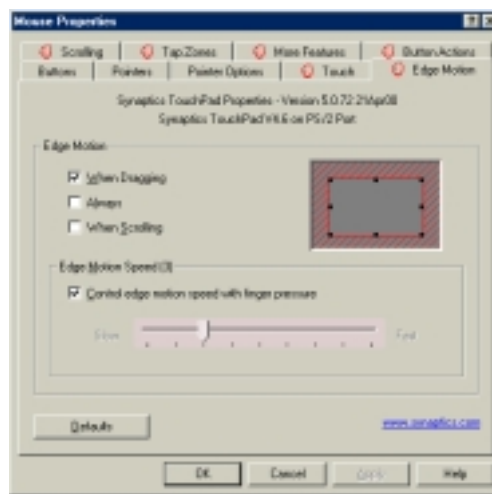 Mouse Properties
Scrolling Tap Zones More Features Button Actions
Buttons Pointers Pointer Options Touch Edge Motion
Synaptics TouchPad Properties - Version 5.0.72 21Apr00
Synaptics TouchPad V4.6 on PS/2 Port
Edge Motion
When Dragging
Always
When Scrolling
Edge Motion Speed (3)
Control edge motion speed with finger pressure
Slow Fast
Defaults www.synaptics.com
OK Cancel Apply Help